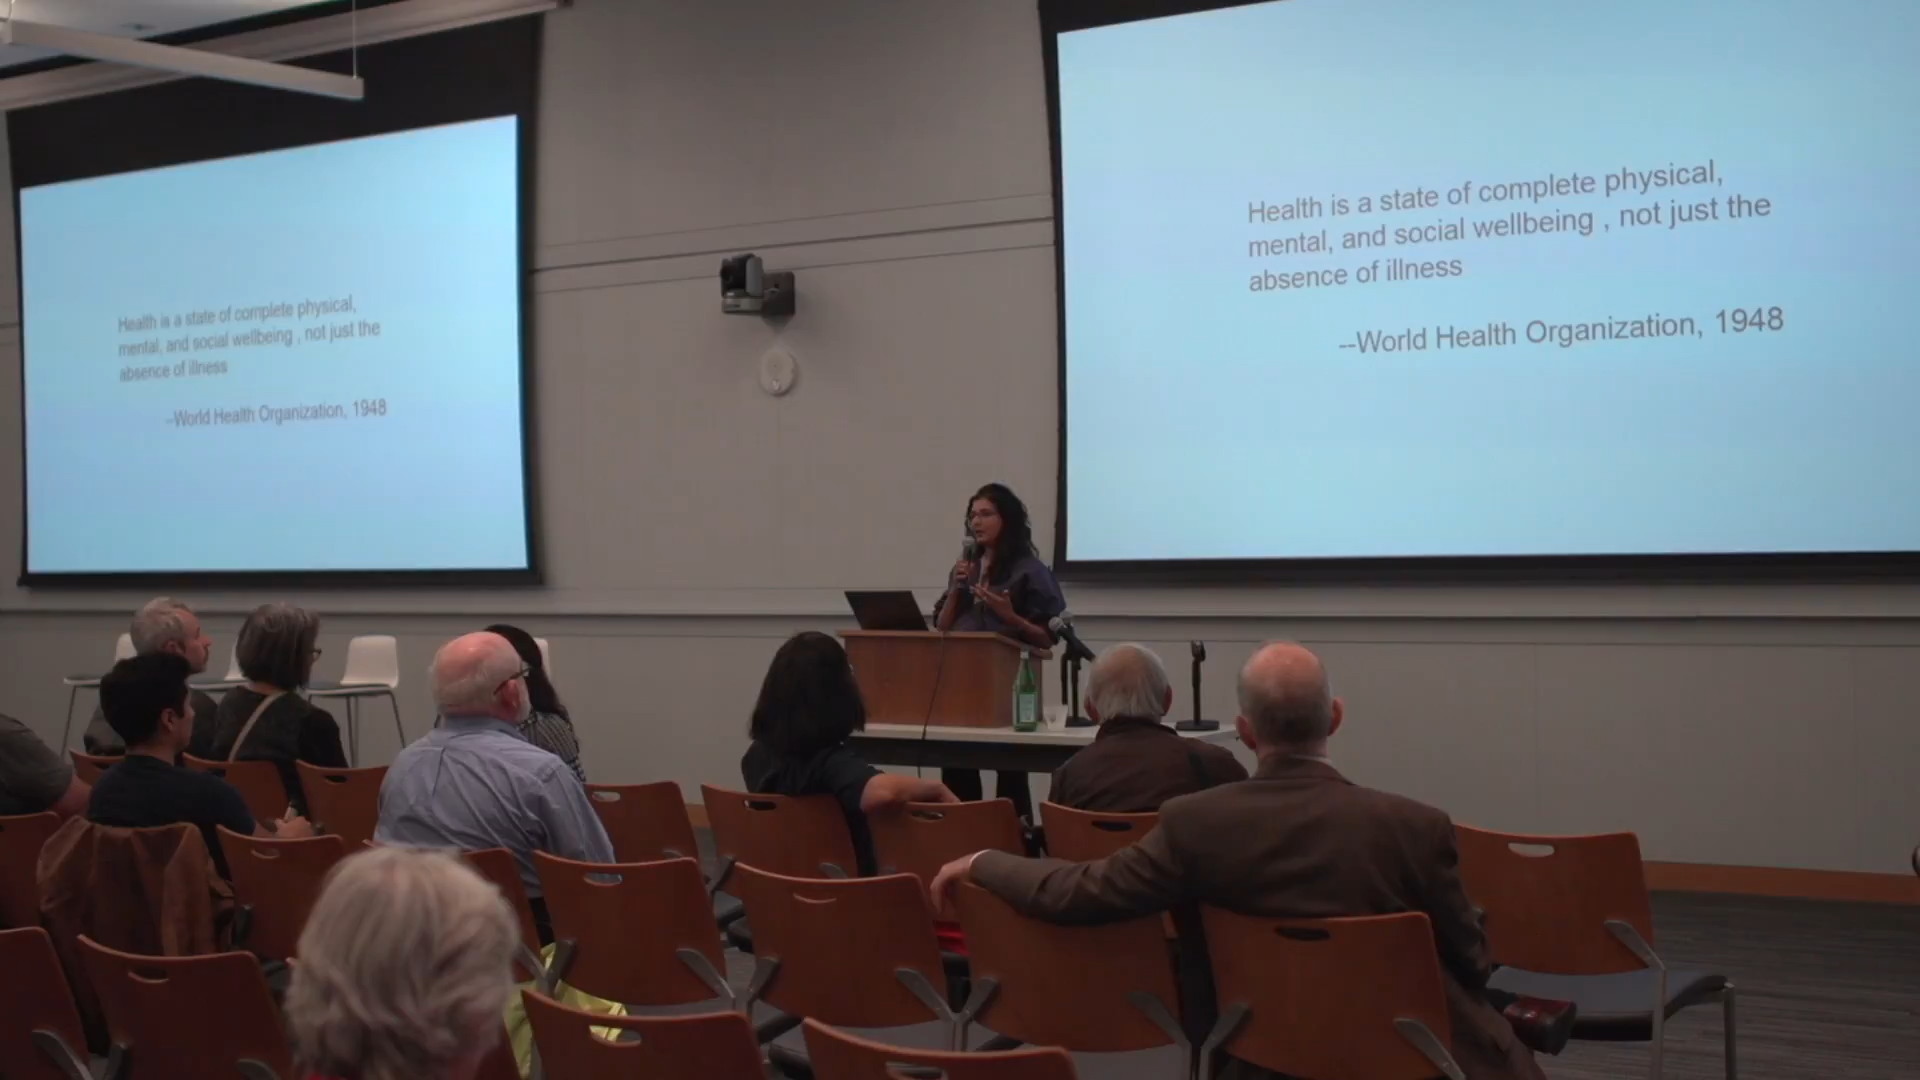 Health is a state of complete physical,
mental, and social wellbeing , not just the
absence of illness
--World Health Organization, 1948
Health is a state of complete physical,
mental, and social wellbeing , not just the
absence of illness
--World Health Organization, 1948